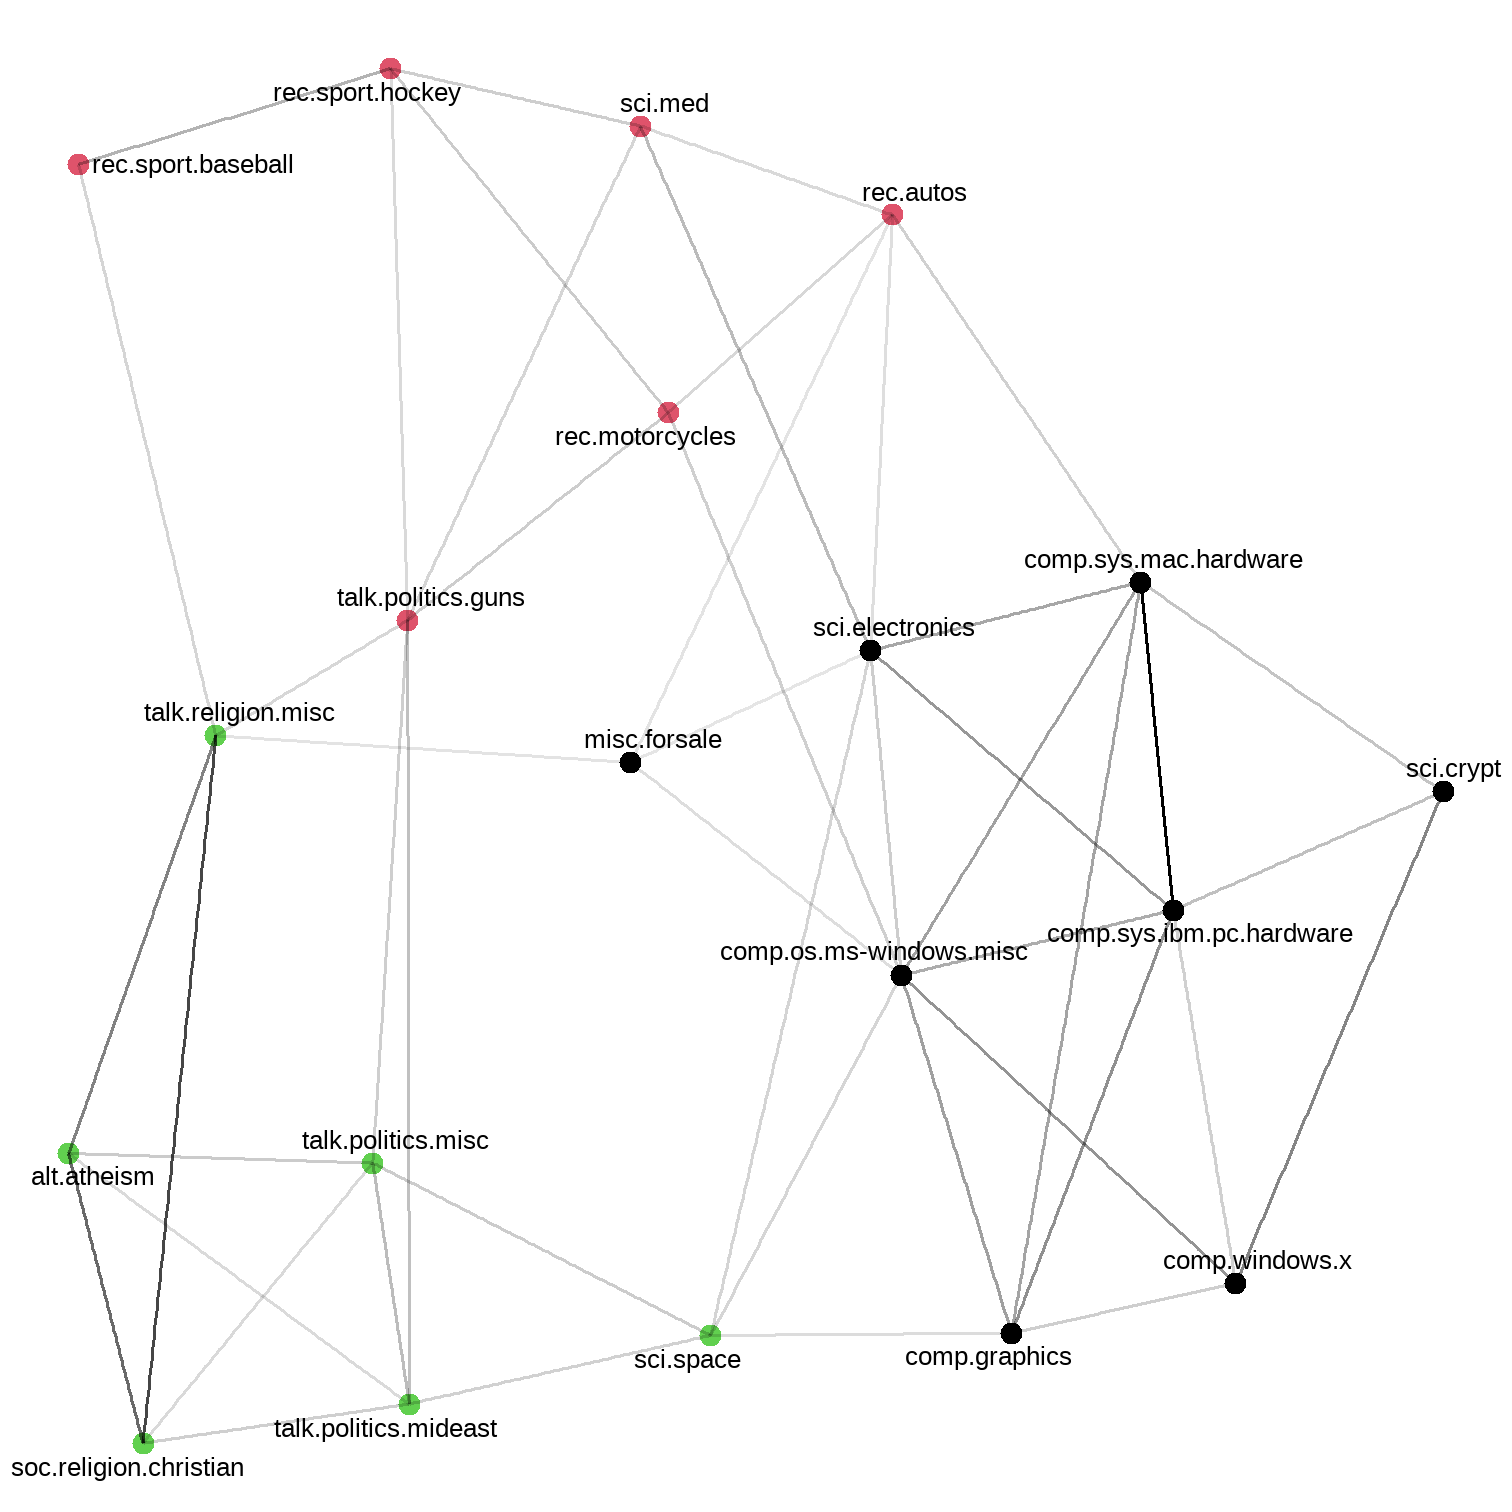 rec.sport.hockey
sci.med
rec.sport.baseball
rec.autos
rec.motorcycles
comp.sys.mac.hardware
talk.politics.guns
sci.electronics
talk.religion.misc
misc.forsale
sci.crypt
comp.sys.ibm.pc.hardware
comp.os.ms-windows.misc
talk.politics.misc
alt.atheism
comp.windows.x
sci.space
comp.graphics
talk.politics.mideast
soc.religion.christian